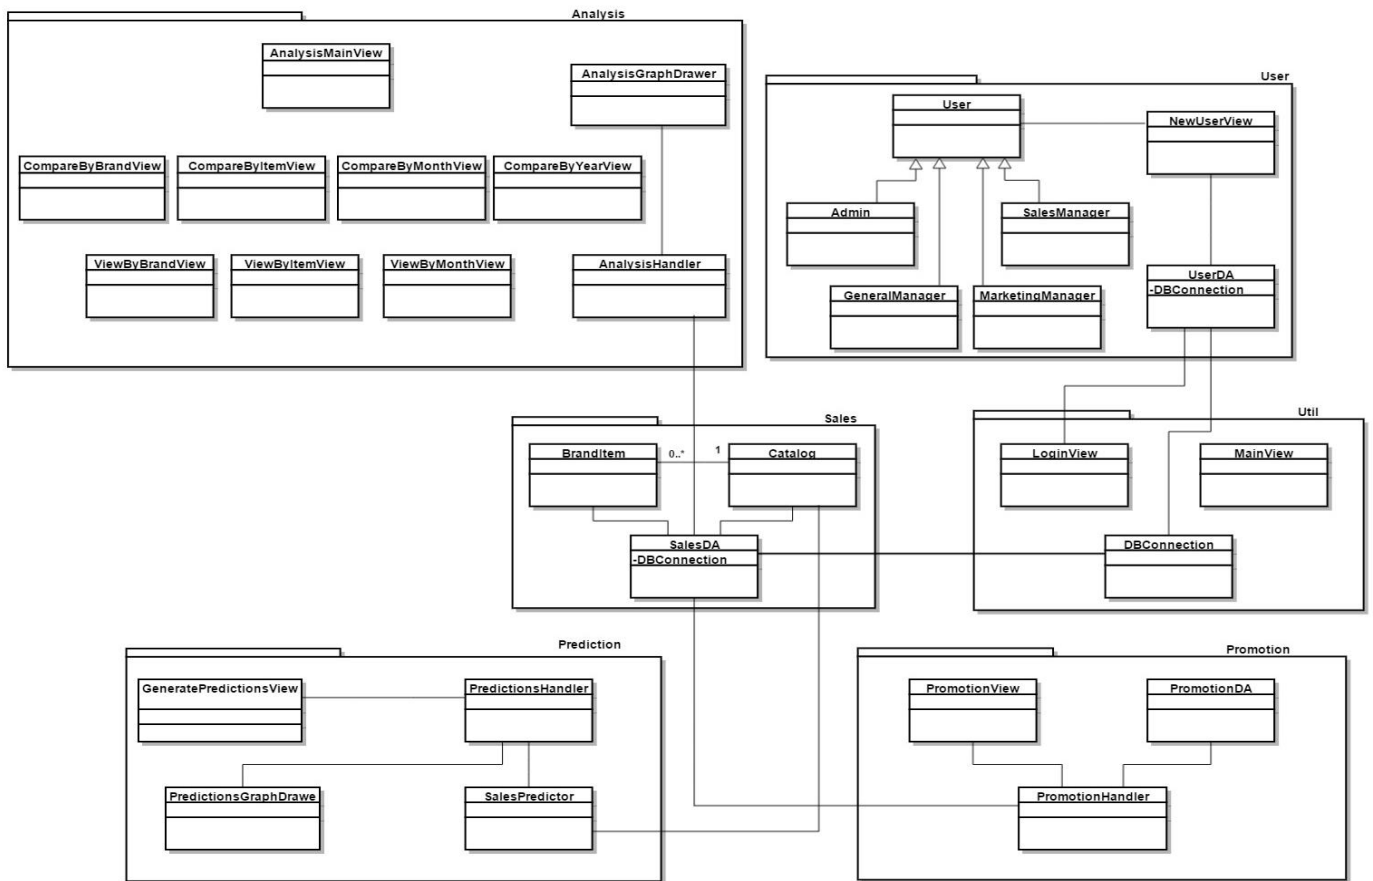 Analysis
AnalysisMainView
AnalysisGraphDrawer
CompareByBrandView
CompareByItemView
CompareByMonthView
CompareByYearView
ViewByBrandView
ViewByItemView
ViewByMonthView
AnalysisHandler
User
User
NewUserView
Admin
SalesManager
GeneralManager
MarketingManager
UserDA
-DBConnection
Sales
BrandItem
0..*
1
Catalog
SalesDA
-DBConnection
Util
LoginView
MainView
DBConnection
Prediction
GeneratePredictionsView
PredictionsHandler
PredictionsGraphDrawe
SalesPredictor
Promotion
PromotionView
PromotionDA
PromotionHandler